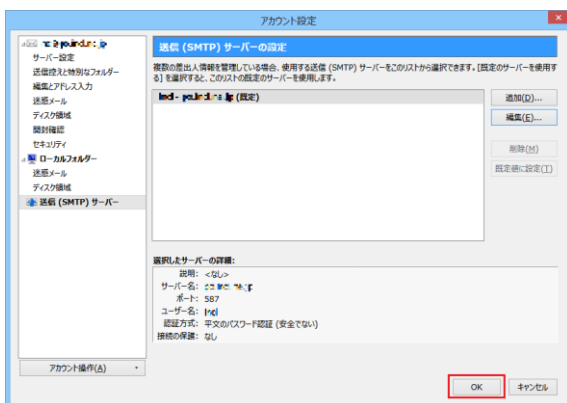 アカウント設定
サーバー設定
送信控えと特別なフォルダー
編集とアドレス入力
迷惑メール
ディスク領域
開封確認
セキュリティ
ローカルフォルダー
迷惑メール
ディスク領域
送信 (SMTP) サーバー
アカウント操作(A)
送信 (SMTP) サーバーの設定
複数の差出人情報を管理している場合、使用する送信 (SMTP) サーバーをこのリストから選択できます。[既定のサーバーを使用す
る] を選択すると、このリストの既定のサーバーを使用します。
(既定)
追加(D)...
編集(E)...
削除(M)
既定値に設定(T)
選択したサーバーの詳細:
説明: <なし>
サーバー名:
ポート: 587
ユーザー名:
認証方式: 平文のパスワード認証 (安全でない)
接続の保護: なし
OK
キャンセル